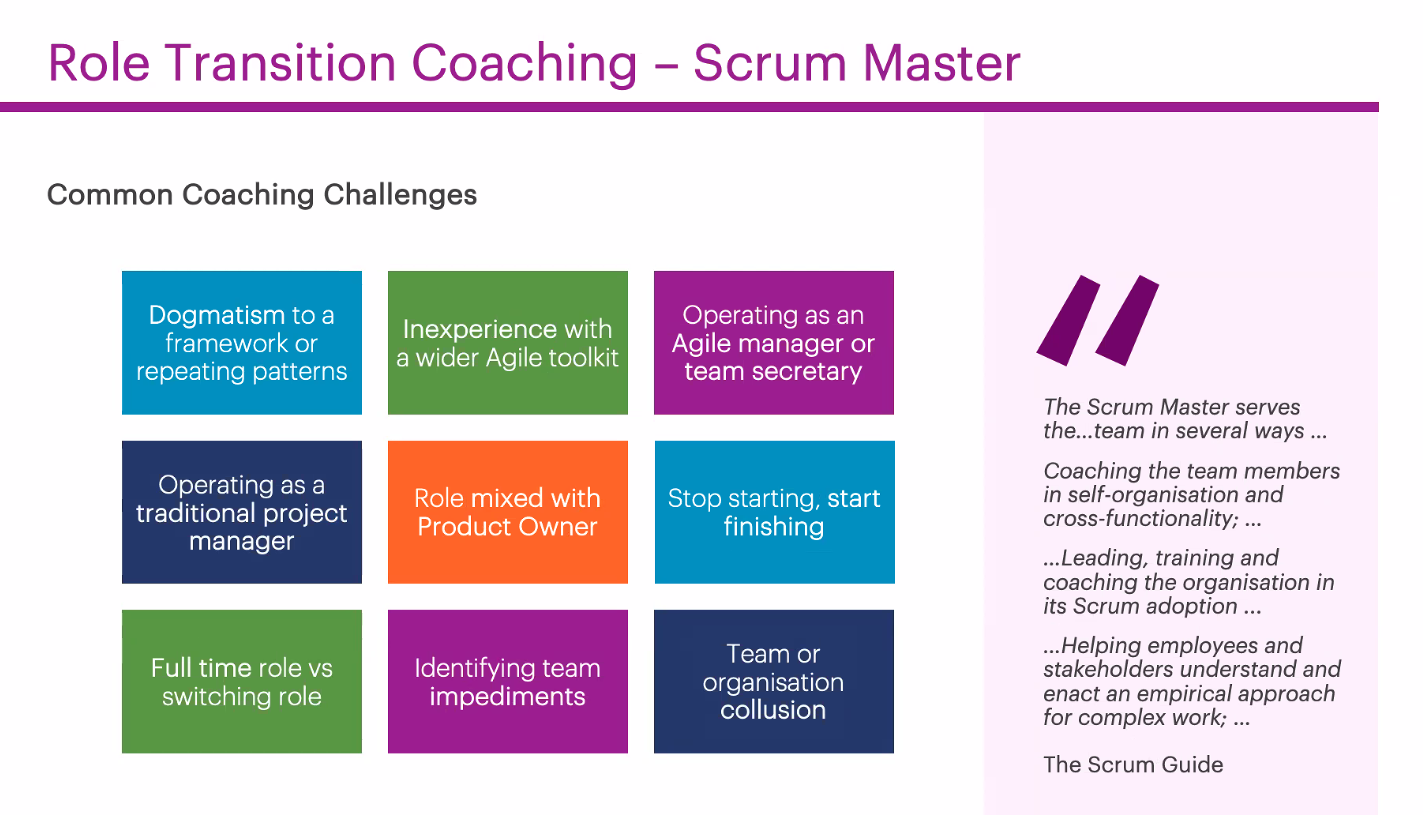 Role Transition Coaching – Scrum Master
Common Coaching Challenges
Dogmatism to a
framework or
repeating patterns
Inexperience with
a wider Agile toolkit
Operating as an
Agile manager or
team secretary
Operating as a
traditional project
manager
Role mixed with
Product Owner
Stop starting, start
finishing
Full time role vs
switching role
Identifying team
impediments
Team or
organisation
collusion
The Scrum Master serves
the...team in several ways ...
Coaching the team members
in self-organisation and
cross-functionality; ...
...Leading, training and
coaching the organisation in
its Scrum adoption ...
...Helping employees and
stakeholders understand and
enact an empirical approach
for complex work; ...
The Scrum Guide